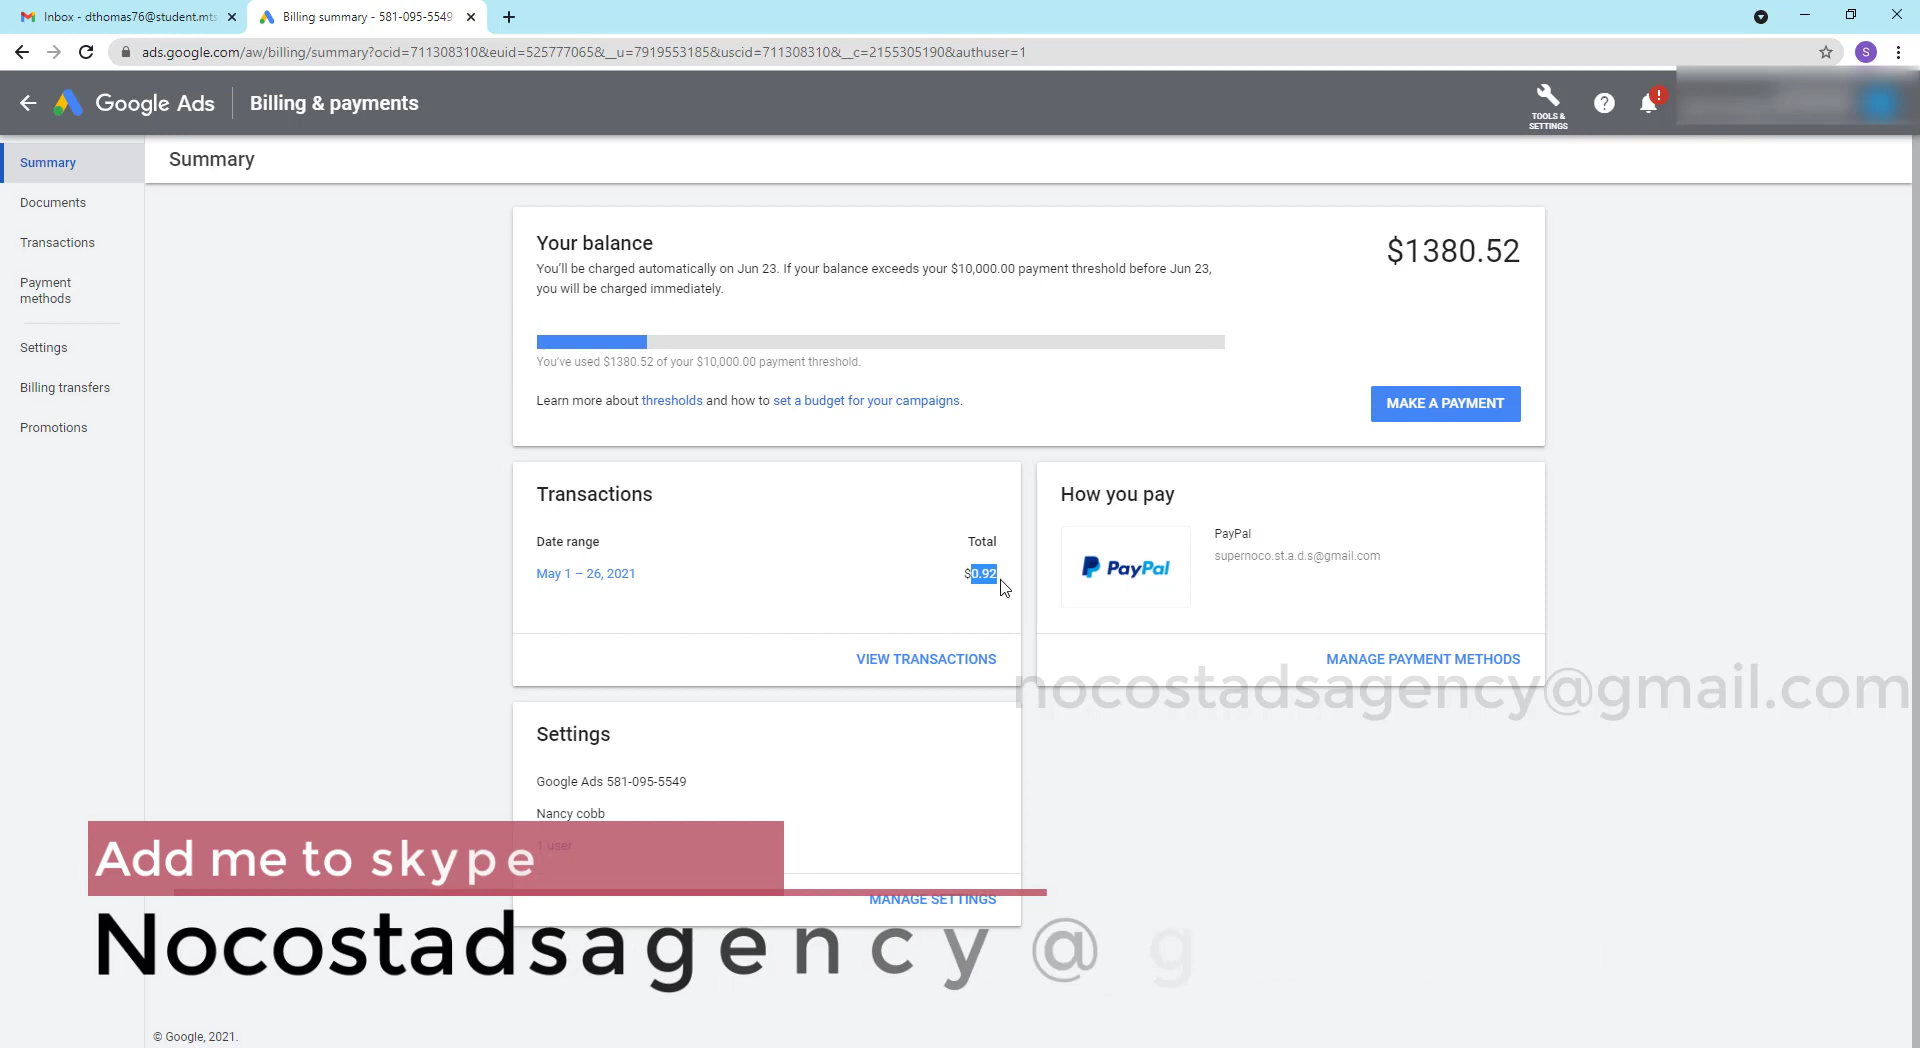 Inbox - dthomas76@student.mts
Billing summary - 581-095-5549
ads.google.com/aw/billing/summary?ocid=711308310&euid=525777065&__u=7919553185&uscid=711308310&__c=2155305190&authuser=1
S
Google Ads
Billing & payments
TOOLS &
SETTINGS
Summary
Documents
Transactions
Payment
methods
Settings
Billing transfers
Promotions
Summary
Your balance
$1380.52
You'll be charged automatically on Jun 23. If your balance exceeds your $10,000.00 payment threshold before Jun 23,
you will be charged immediately.
You've used $1380.52 of your $10,000.00 payment threshold.
Learn more about thresholds and how to set a budget for your campaigns.
MAKE A PAYMENT
Transactions
Date range Total
May 1 – 26, 2021 $0.92
VIEW TRANSACTIONS
How you pay
PayPal
PayPal
supernoco.st.a.d.s@gmail.com
MANAGE PAYMENT METHODS
nocostadsagency@gmail.com
Settings
Google Ads 581-095-5549
Nancy cobb
1 user
MANAGE SETTINGS
Add me to skype
Nocostadsagency@g
© Google, 2021.